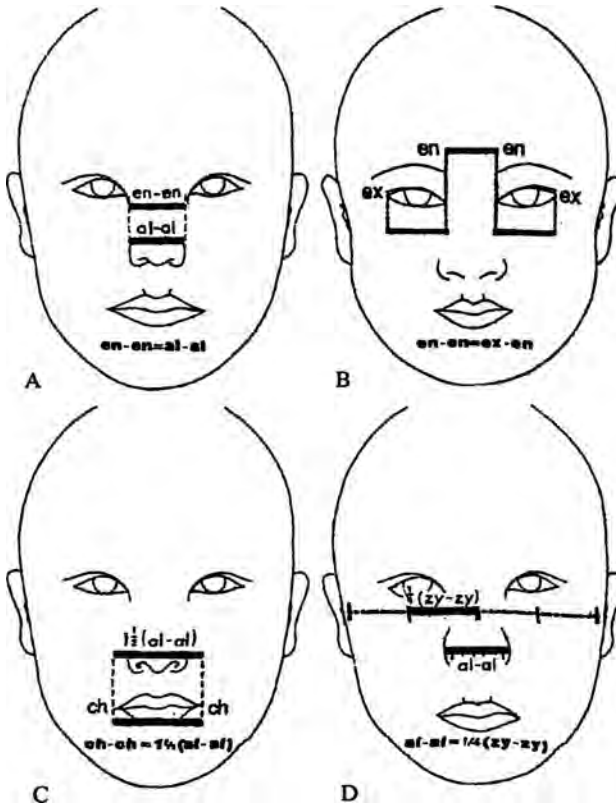 en-en
al-al
en-en=al-al
A
en en
ex ex
en-en=ex-en
B
1½(al-al)
ch ch
ch-ch=1½(al-al)
C
¼(zy-zy)
al-al
al-al=1/4(zy-zy)
D